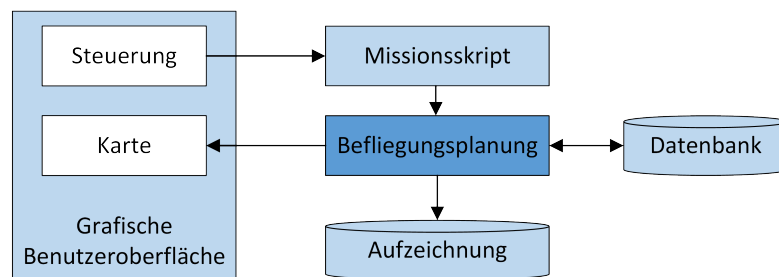 Steuerung
Missionsskript
Karte
Befliegungsplanung
Datenbank
Grafische
Benutzeroberfläche
Aufzeichnung